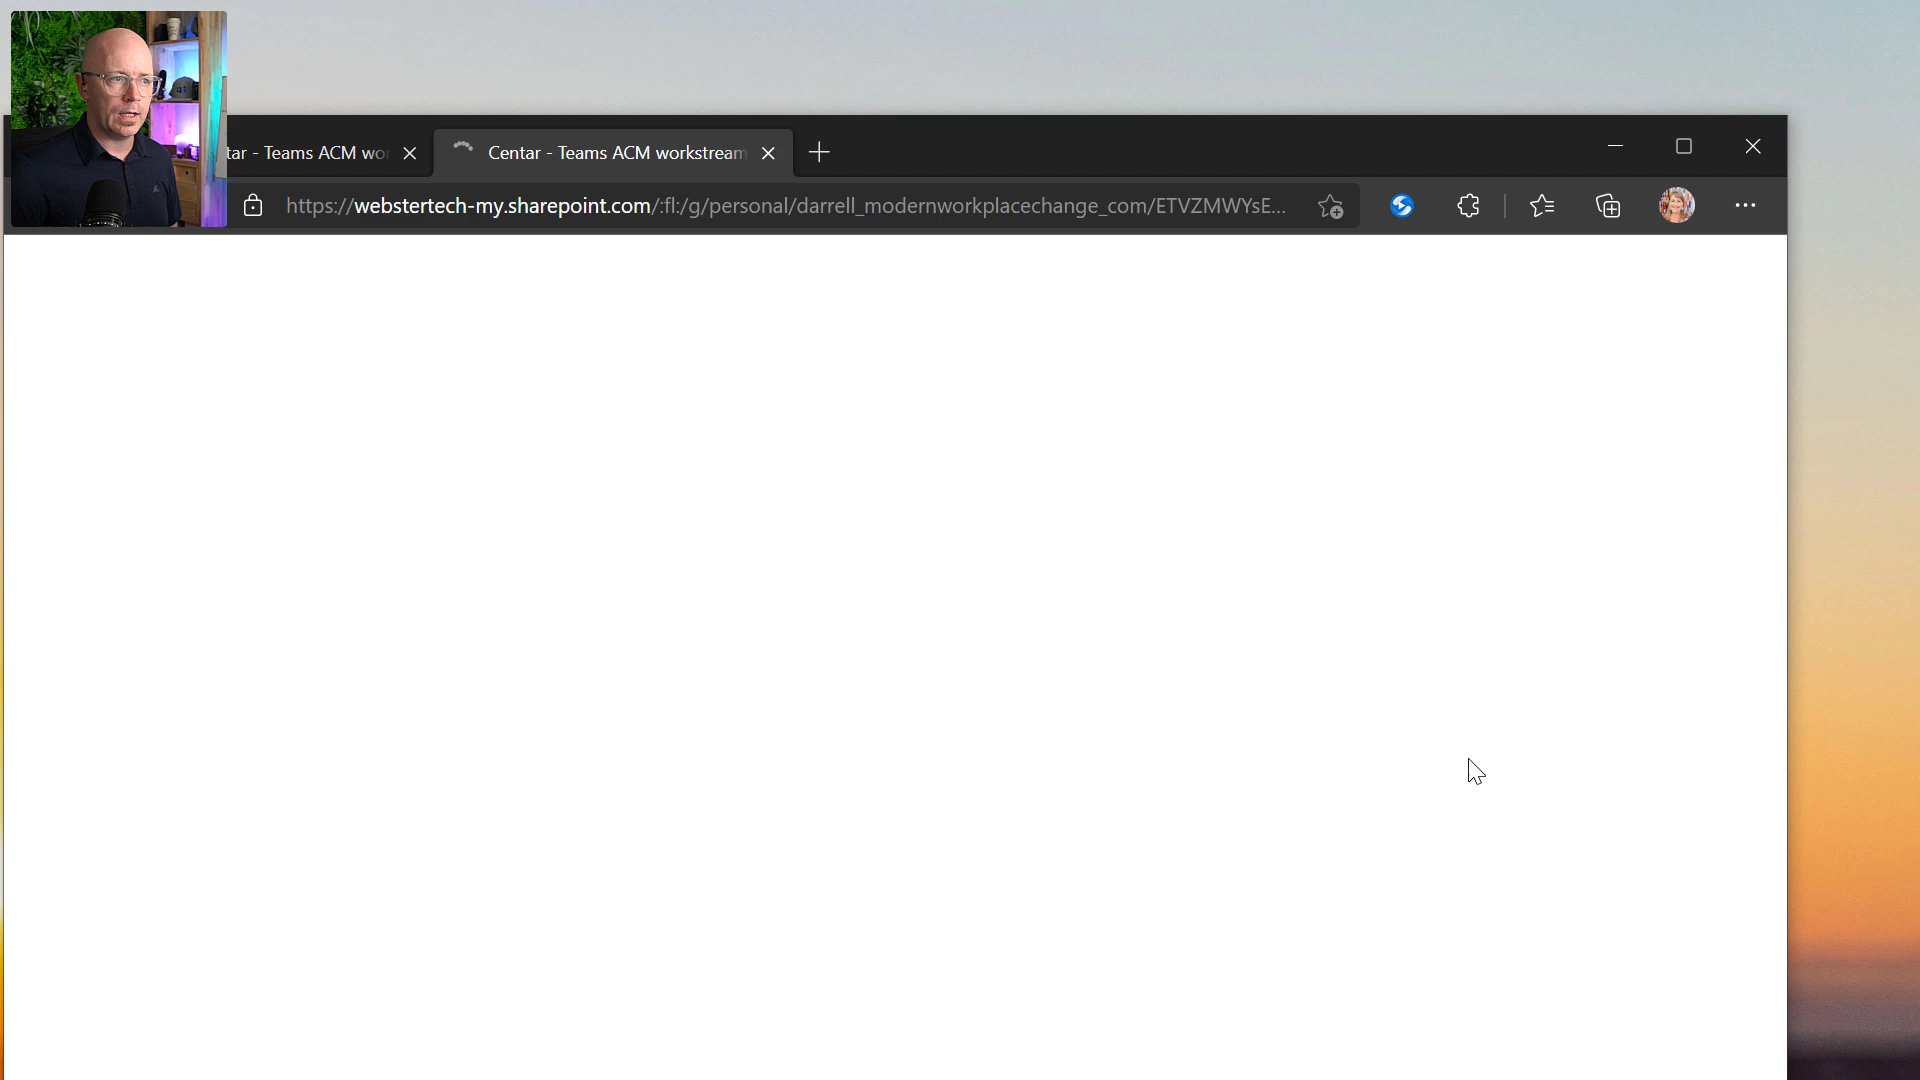 tar - Teams ACM wo
Centar - Teams ACM workstream
https://webstertech-my.sharepoint.com/:fl:/g/personal/darrell_modernworkplacechange_com/ETVZMWYsE...